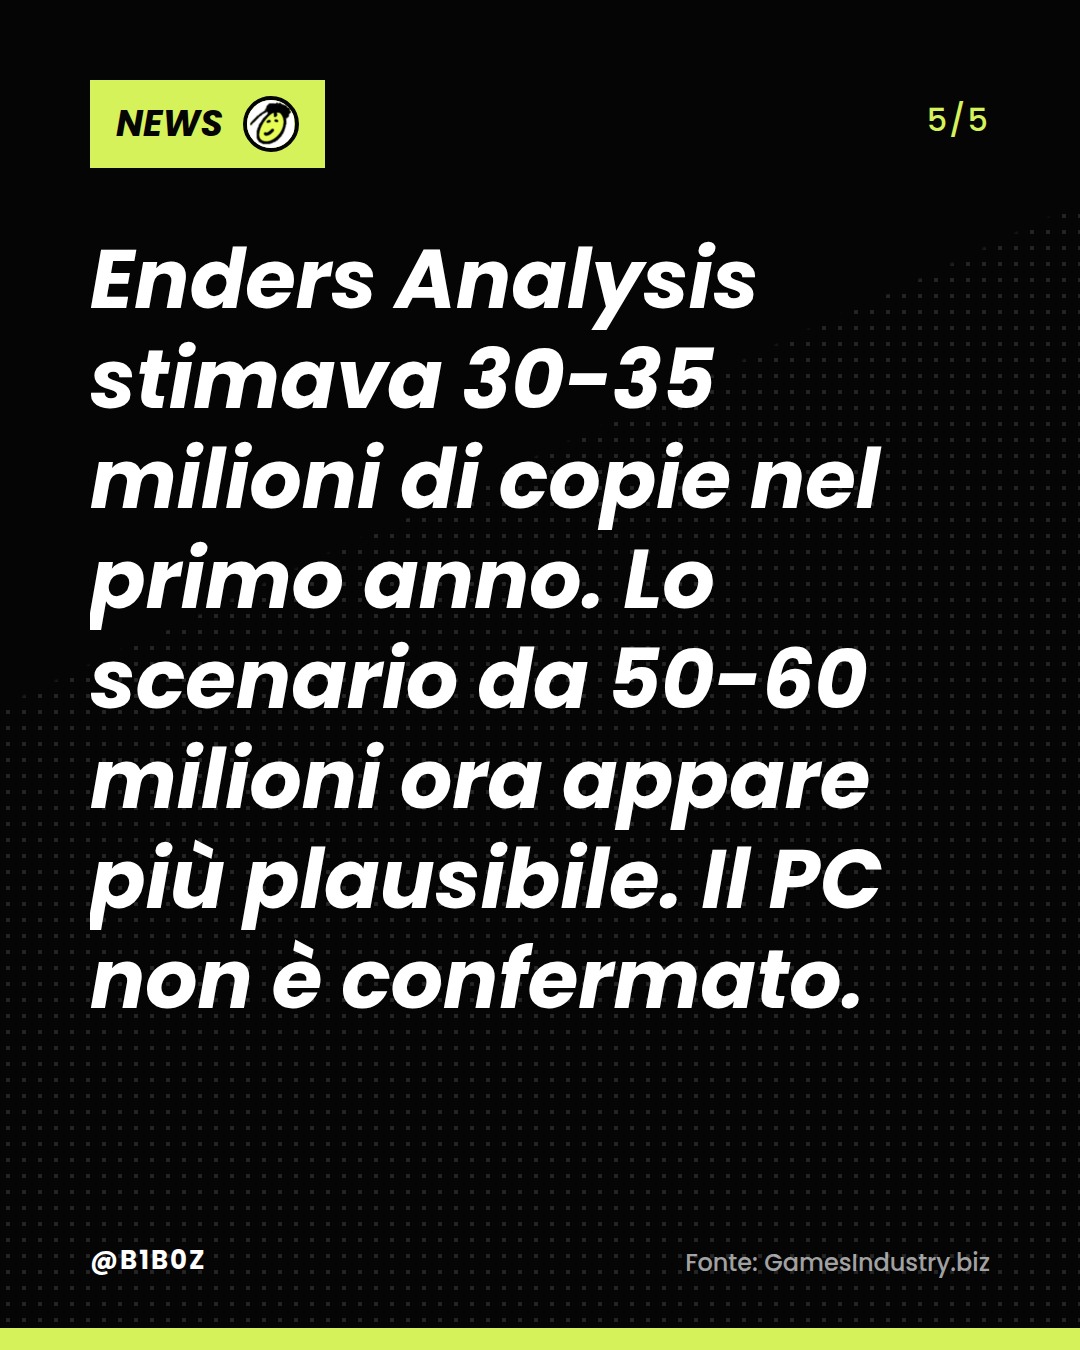 NEWS
5/5
Enders Analysis
stimava 30-35
milioni di copie nel
primo anno. Lo
scenario da 50-60
milioni ora appare
più plausibile. Il PC
non è confermato.
@B1B0Z
Fonte: GamesIndustry.biz